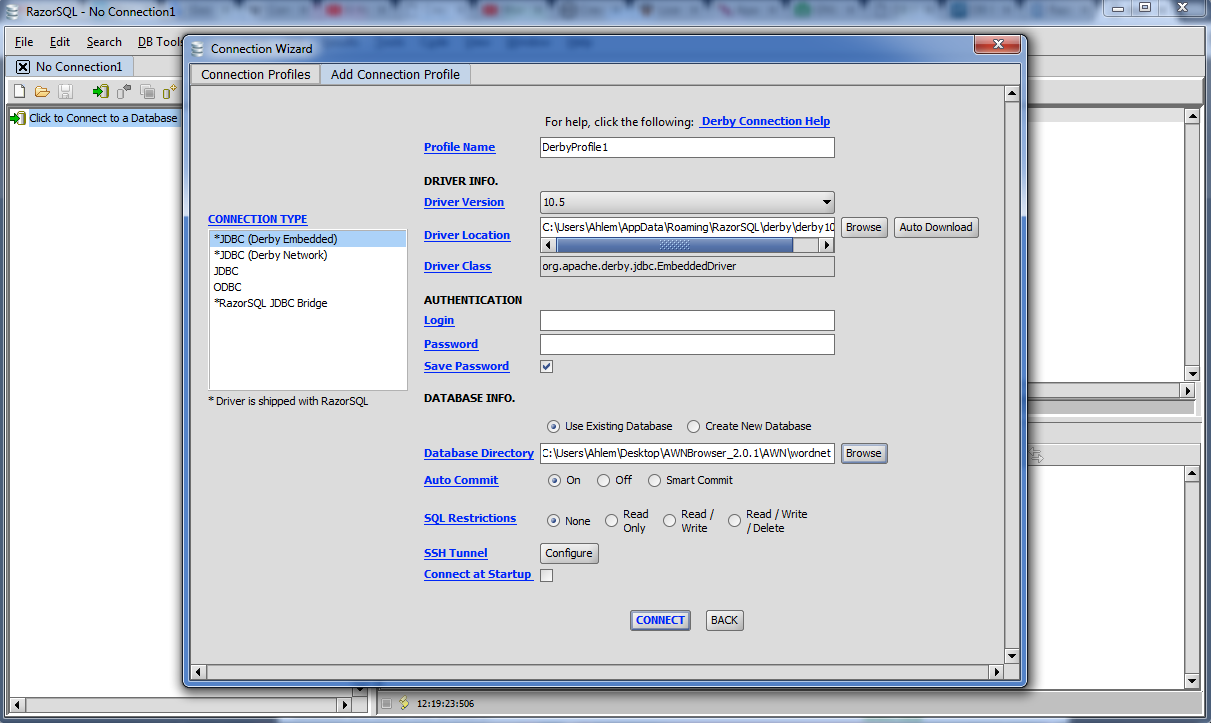 RazorSQL - No Connection1
File Edit Search DB Tools
No Connection1
Click to Connect to a Database
Connection Wizard
Connection Profiles Add Connection Profile
For help, click the following: Derby Connection Help
Profile Name DerbyProfile1
DRIVER INFO.
Driver Version 10.5
CONNECTION TYPE
*JDBC (Derby Embedded)
*JDBC (Derby Network)
JDBC
ODBC
*RazorSQL JDBC Bridge
* Driver is shipped with RazorSQL
Driver Location C:\Users\Ahlem\AppData\Roaming\RazorSQL\derby\derby10 Browse Auto Download
Driver Class org.apache.derby.jdbc.EmbeddedDriver
AUTHENTICATION
Login
Password
Save Password
DATABASE INFO.
Use Existing Database Create New Database
Database Directory C:\Users\Ahlem\Desktop\AWNBrowser_2.0.1\AWN\wordnet Browse
Auto Commit On Off Smart Commit
SQL Restrictions None Read Only Read / Write Read / Write / Delete
SSH Tunnel Configure
Connect at Startup
CONNECT BACK
12:19:23:506